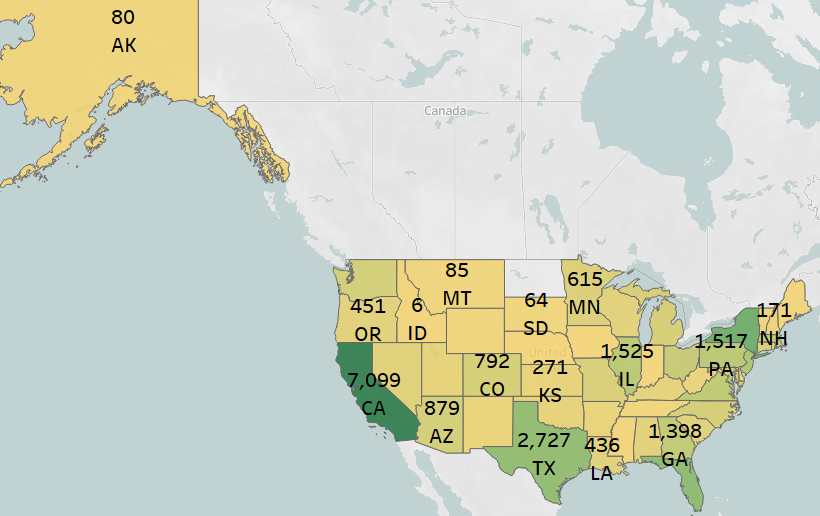 80
AK
Canada
85
MT
615
MN
451
OR
6
ID
64
SD
171
NH
United
1,525
IL
1,517
PA
7,099
CA
792
CO
271
KS
879
AZ
2,727
TX
436
LA
1,398
GA